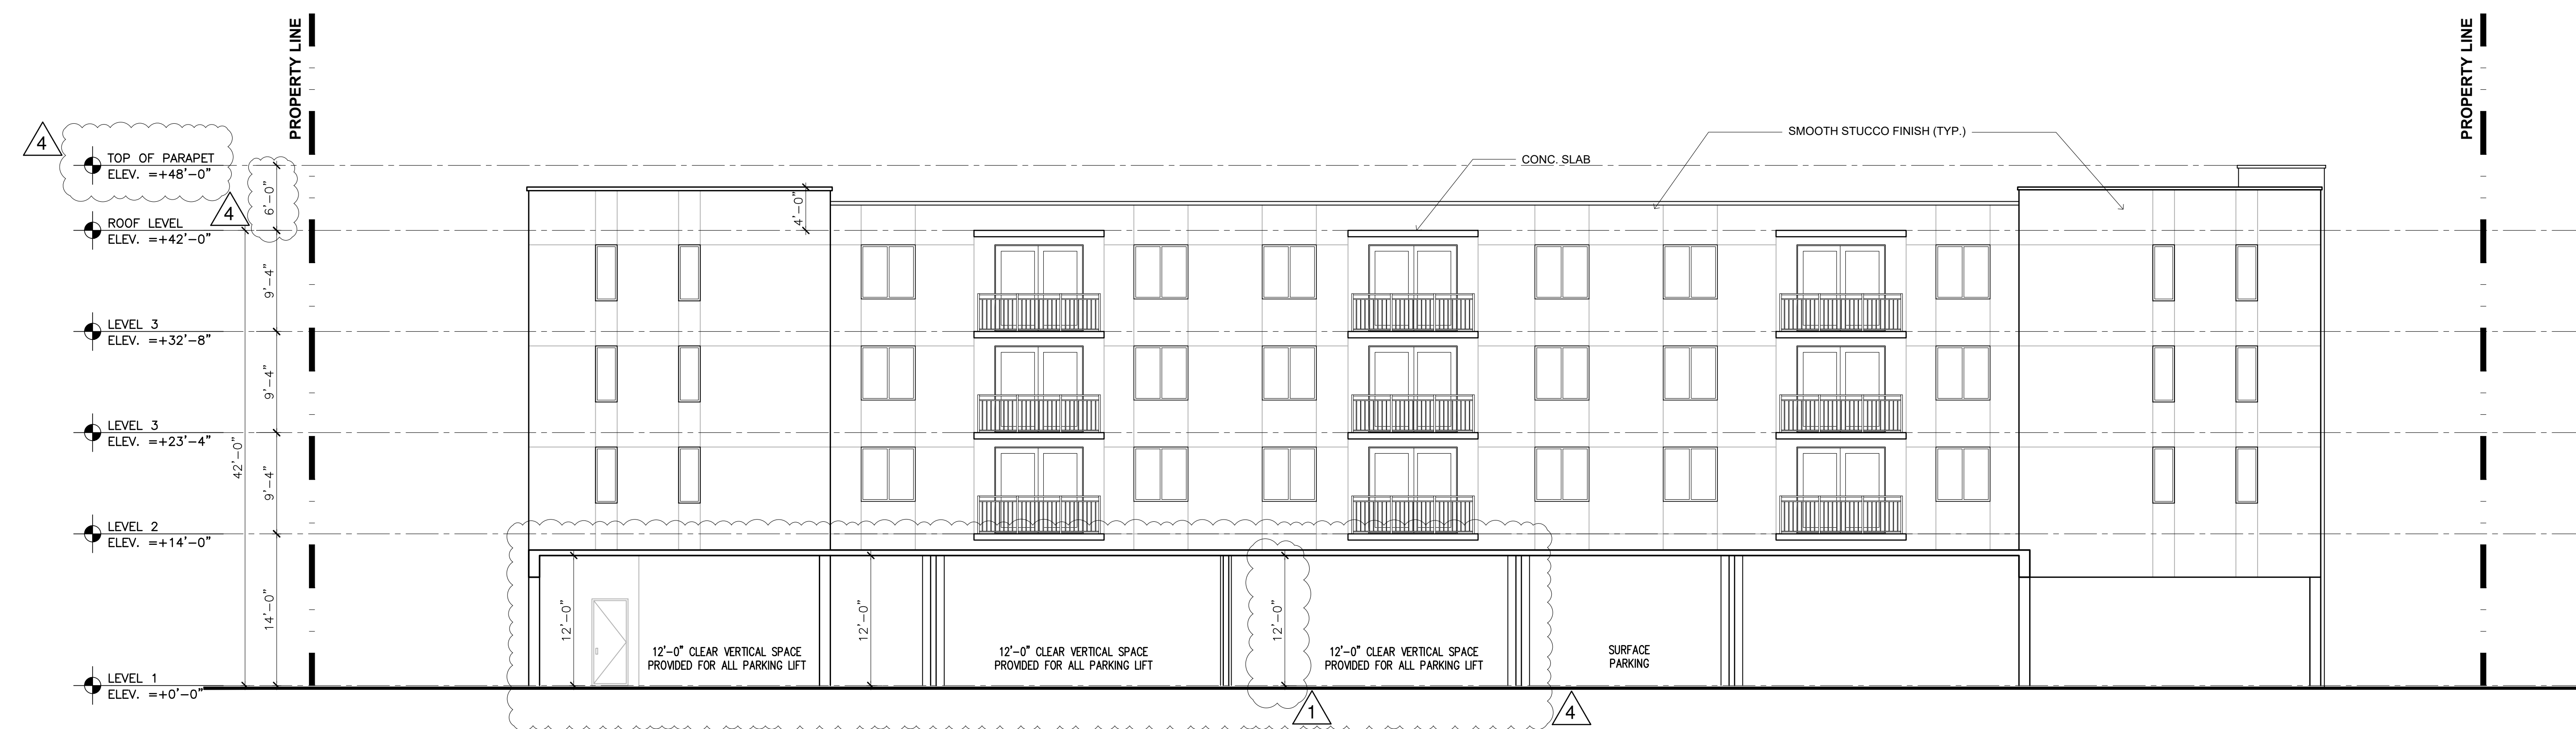 PROPERTY LINE
PROPERTY LINE
4
TOP OF PARAPET
ELEV. =+48'-0"
4
6'-0"
ROOF LEVEL
ELEV. =+42'-0"
4'-0"
CONC. SLAB
SMOOTH STUCCO FINISH (TYP.)
9'-4"
LEVEL 3
ELEV. =+32'-8"
9'-4"
LEVEL 3
ELEV. =+23'-4"
42'-0"
9'-4"
LEVEL 2
ELEV. =+14'-0"
14'-0"
12'-0"
12'-0"
12'-0"
12'-0" CLEAR VERTICAL SPACE
PROVIDED FOR ALL PARKING LIFT
12'-0" CLEAR VERTICAL SPACE
PROVIDED FOR ALL PARKING LIFT
12'-0" CLEAR VERTICAL SPACE
PROVIDED FOR ALL PARKING LIFT
SURFACE
PARKING
LEVEL 1
ELEV. =+0'-0"
1
4